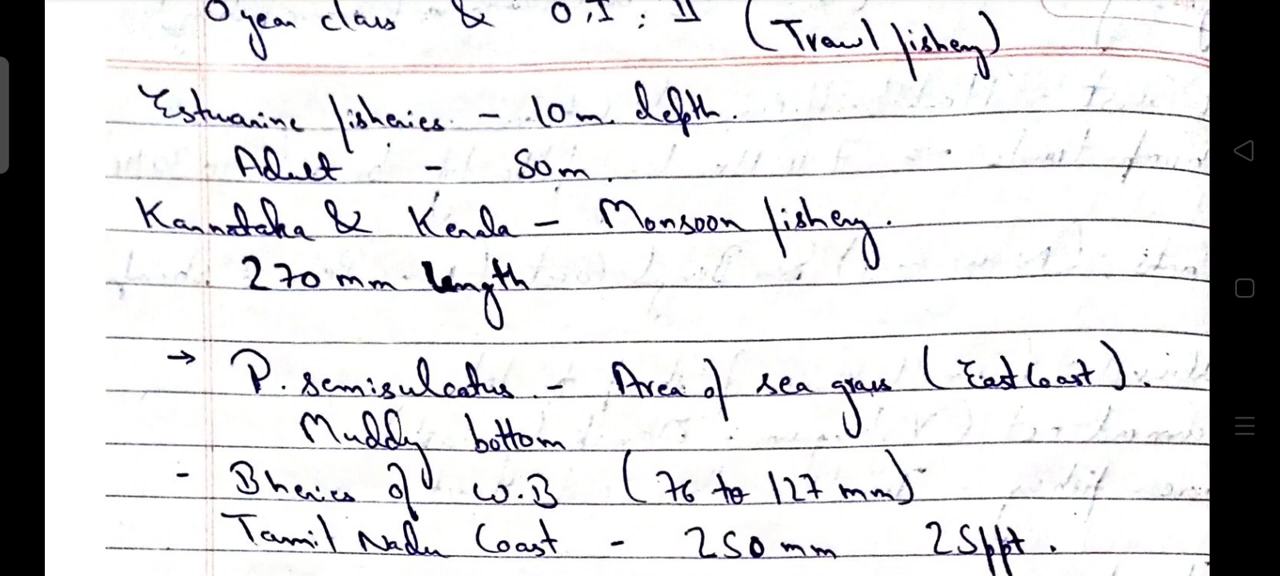 0 year class & 0, I, II (Trawl fishery)
Estuarine fisheries - 10 m. depth.
Adult - 50m.
Karnataka & Kerala - Monsoon fishery.
270 mm length
→ P. semisulcatus - Area of sea grass (East Coast).
Muddy bottom
- Bheries of W.B (76 to 127 mm)
Tamil Nadu Coast - 250 mm 25ppt.